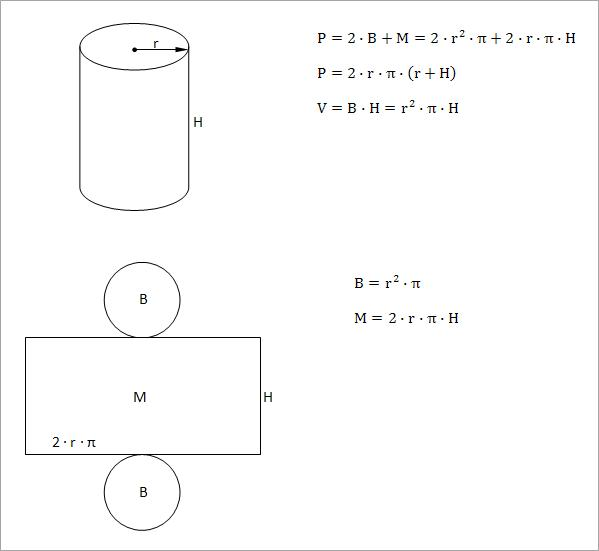 r
H
P = 2 · B + M = 2 · r² · π + 2 · r · π · H
P = 2 · r · π · (r + H)
V = B · H = r² · π · H
B
M
H
2 · r · π
B
B = r² · π
M = 2 · r · π · H